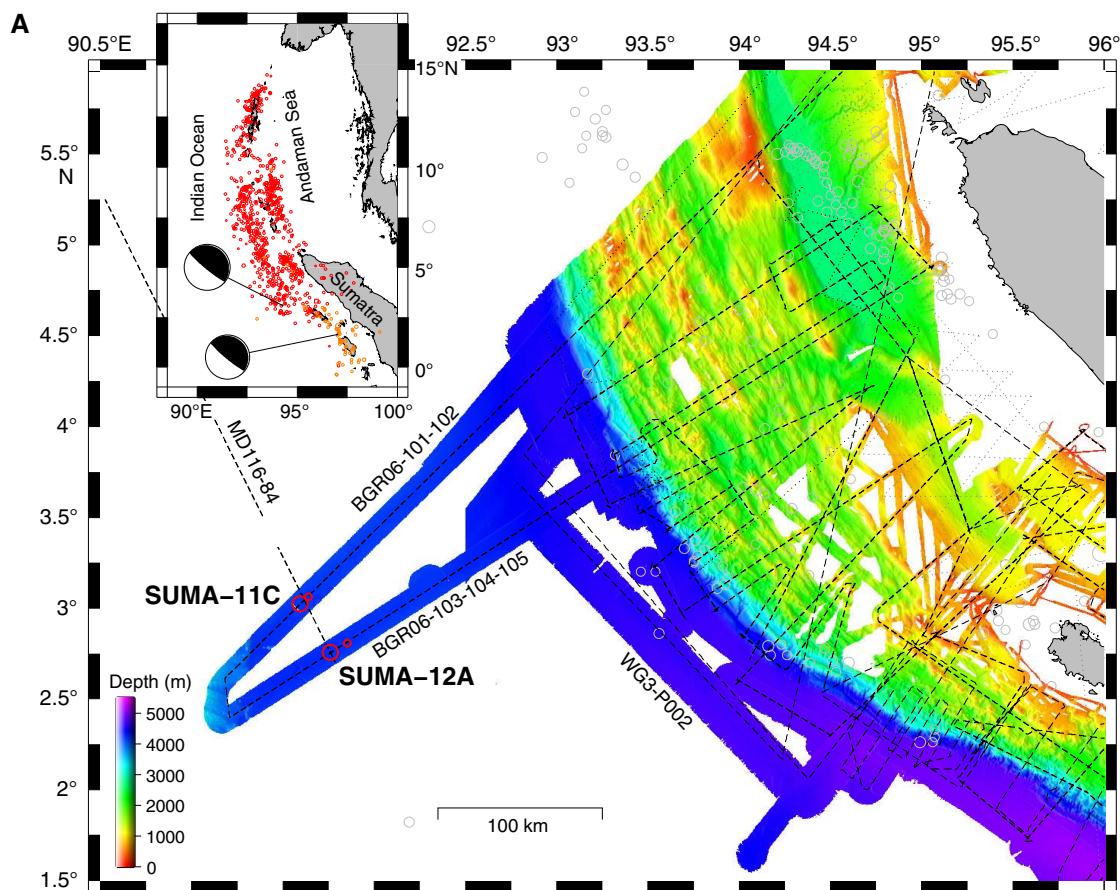 A
90.5°E
92.5°
93°
93.5°
94°
94.5°
95°
95.5°
96°
15°N
10°
5°
0°
90°E
95°
100°
Indian Ocean
Andaman Sea
Sumatra
5.5°
N
5°
4.5°
4°
3.5°
3°
2.5°
2°
1.5°
MD116-84
BGR06-101-102
SUMA–11C
BGR06-103-104-105
SUMA–12A
WG3-P002
Depth (m)
5000
4000
3000
2000
1000
0
100 km